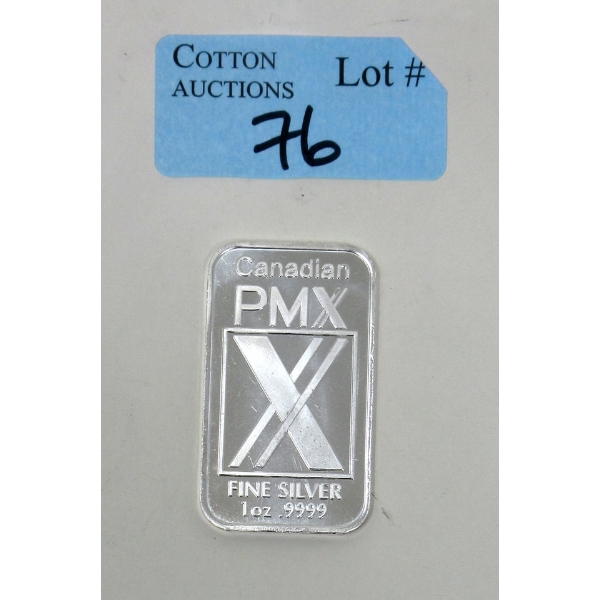 COTTON
AUCTIONS
Lot #
76
Canadian
PMX
X
FINE SILVER
1oz .9999